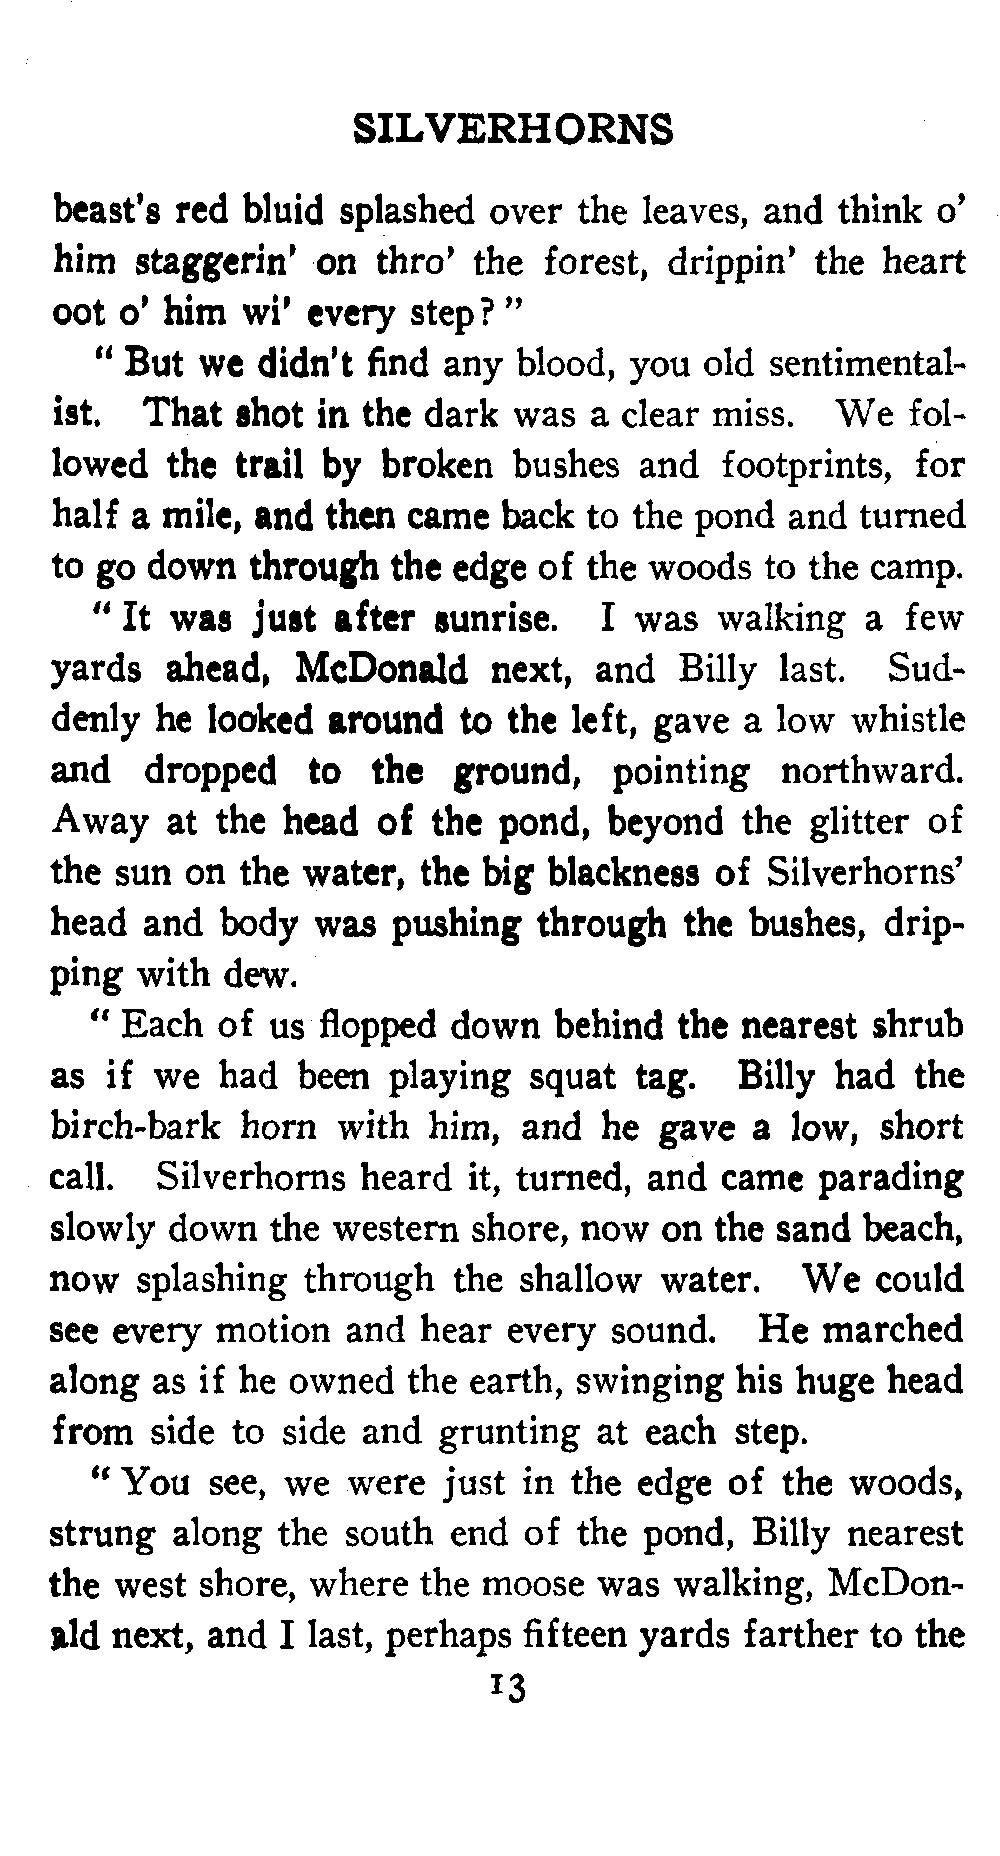 SILVERHORNS
beast's red bluid splashed over the leaves, and think o'
him staggerin' on thro' the forest, drippin' the heart
oot o' him wi' every step?"
"But we didn't find any blood, you old sentimental-
ist. That shot in the dark was a clear miss. We fol-
lowed the trail by broken bushes and footprints, for
half a mile, and then came back to the pond and turned
to go down through the edge of the woods to the camp.
"It was just after sunrise. I was walking a few
yards ahead, McDonald next, and Billy last. Sud-
denly he looked around to the left, gave a low whistle
and dropped to the ground, pointing northward.
Away at the head of the pond, beyond the glitter of
the sun on the water, the big blackness of Silverhorns'
head and body was pushing through the bushes, drip-
ping with dew.
"Each of us flopped down behind the nearest shrub
as if we had been playing squat tag. Billy had the
birch-bark horn with him, and he gave a low, short
call. Silverhorns heard it, turned, and came parading
slowly down the western shore, now on the sand beach,
now splashing through the shallow water. We could
see every motion and hear every sound. He marched
along as if he owned the earth, swinging his huge head
from side to side and grunting at each step.
"You see, we were just in the edge of the woods,
strung along the south end of the pond, Billy nearest
the west shore, where the moose was walking, McDon-
ald next, and I last, perhaps fifteen yards farther to the
13